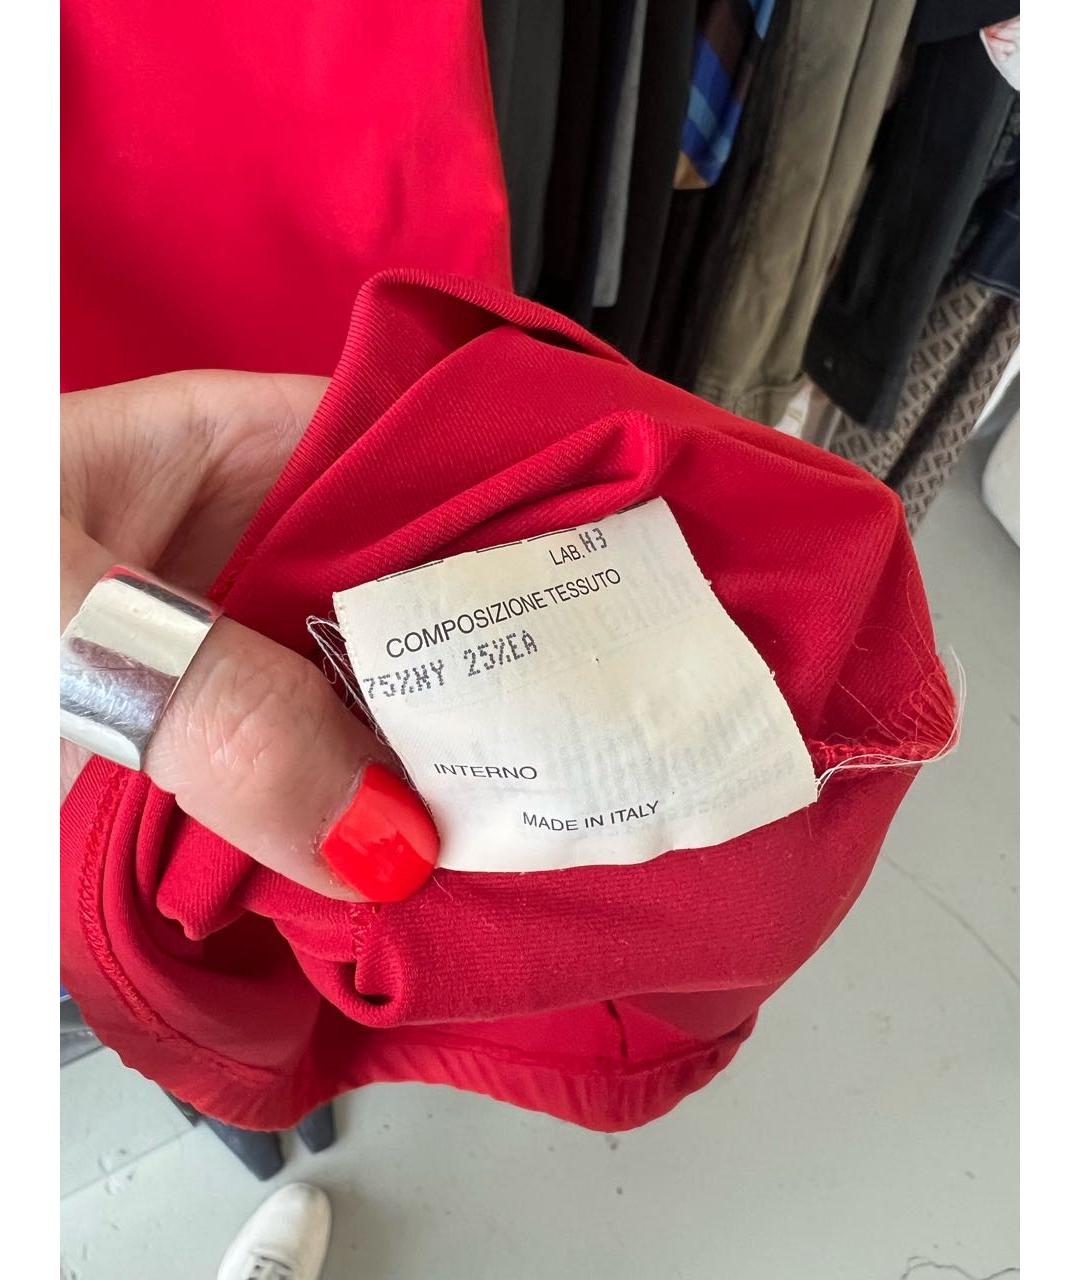 LAB. H3
COMPOSIZIONE TESSUTO
75%NY 25%EA
INTERNO
MADE IN ITALY